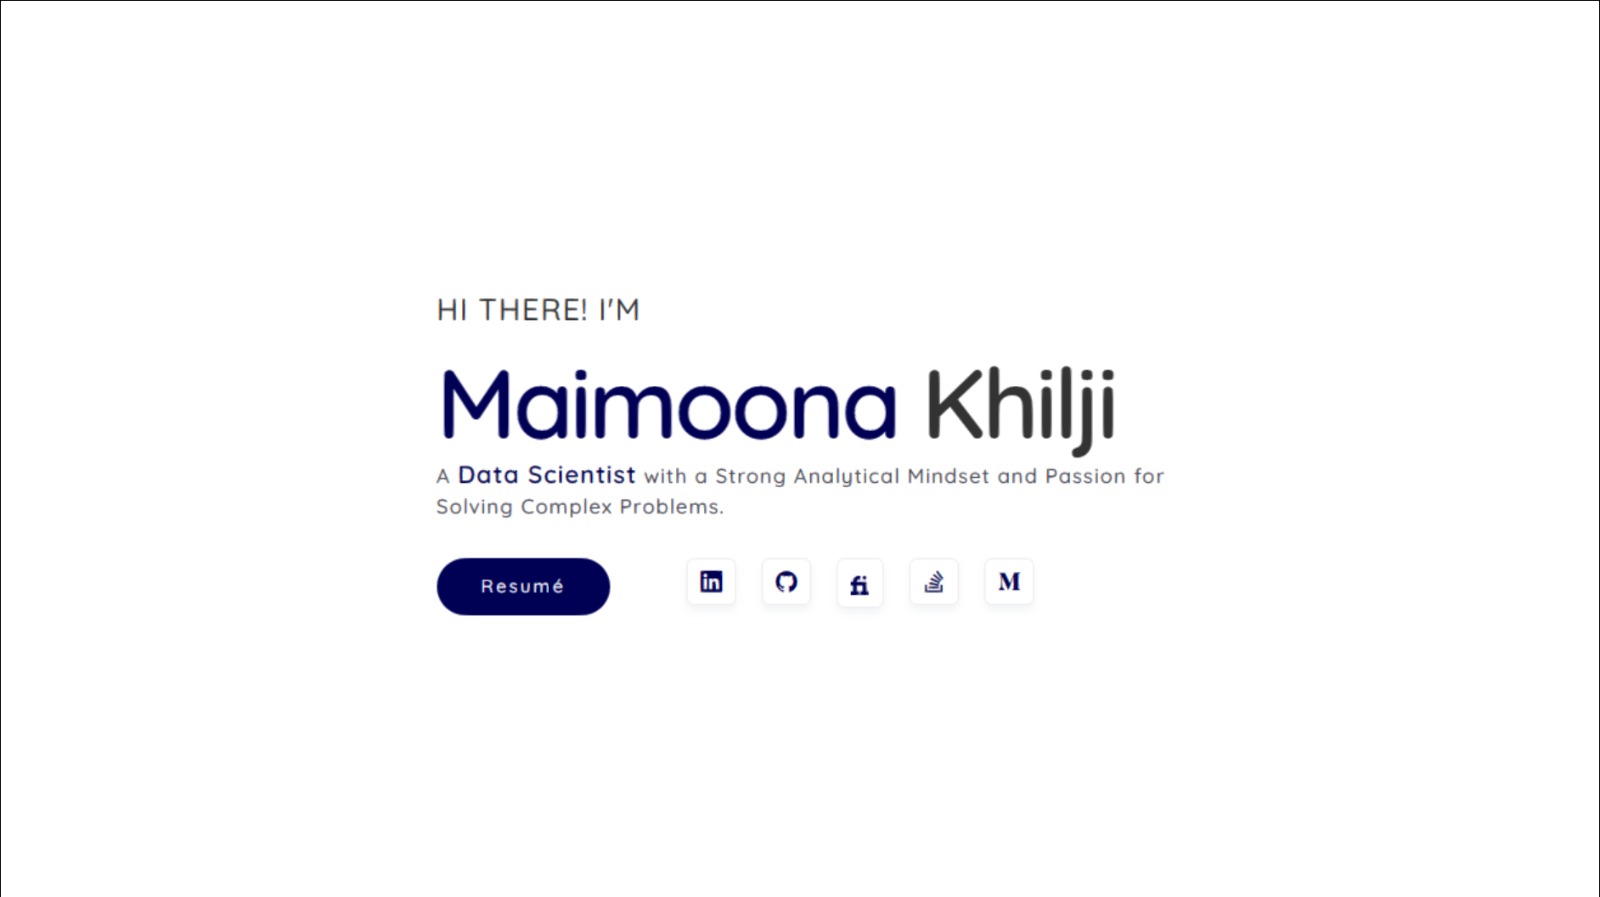 HI THERE! I'M
Maimoona Khilji
A Data Scientist with a Strong Analytical Mindset and Passion for
Solving Complex Problems.
Resumé
in
fi
M